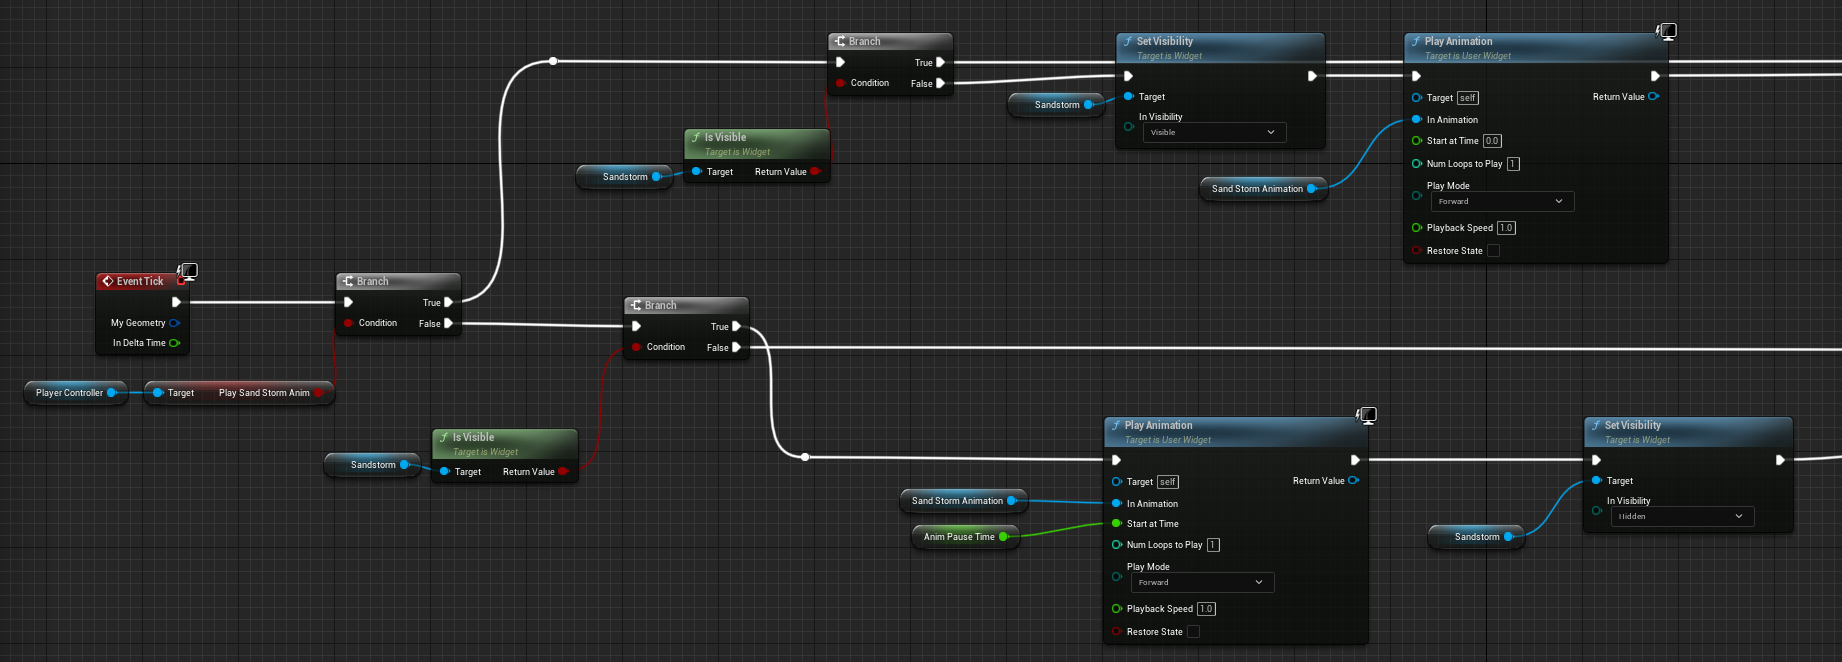 Branch
True
Condition
False
Set Visibility
Target is Widget
Target
In Visibility
Visible
Sandstorm
Play Animation
Target is User Widget
Target self
Return Value
In Animation
Start at Time 0.0
Num Loops to Play 1
Play Mode
Forward
Playback Speed 1.0
Restore State
Sand Storm Animation
Is Visible
Target is Widget
Target Return Value
Sandstorm
Event Tick
My Geometry
In Delta Time
Branch
True
Condition False
Player Controller
Target Play Sand Storm Anim
Branch
True
Condition False
Is Visible
Target is Widget
Target Return Value
Sandstorm
Play Animation
Target is User Widget
Target self
Return Value
In Animation
Start at Time
Num Loops to Play 1
Play Mode
Forward
Playback Speed 1.0
Restore State
Sand Storm Animation
Anim Pause Time
Set Visibility
Target is Widget
Target
In Visibility
Hidden
Sandstorm